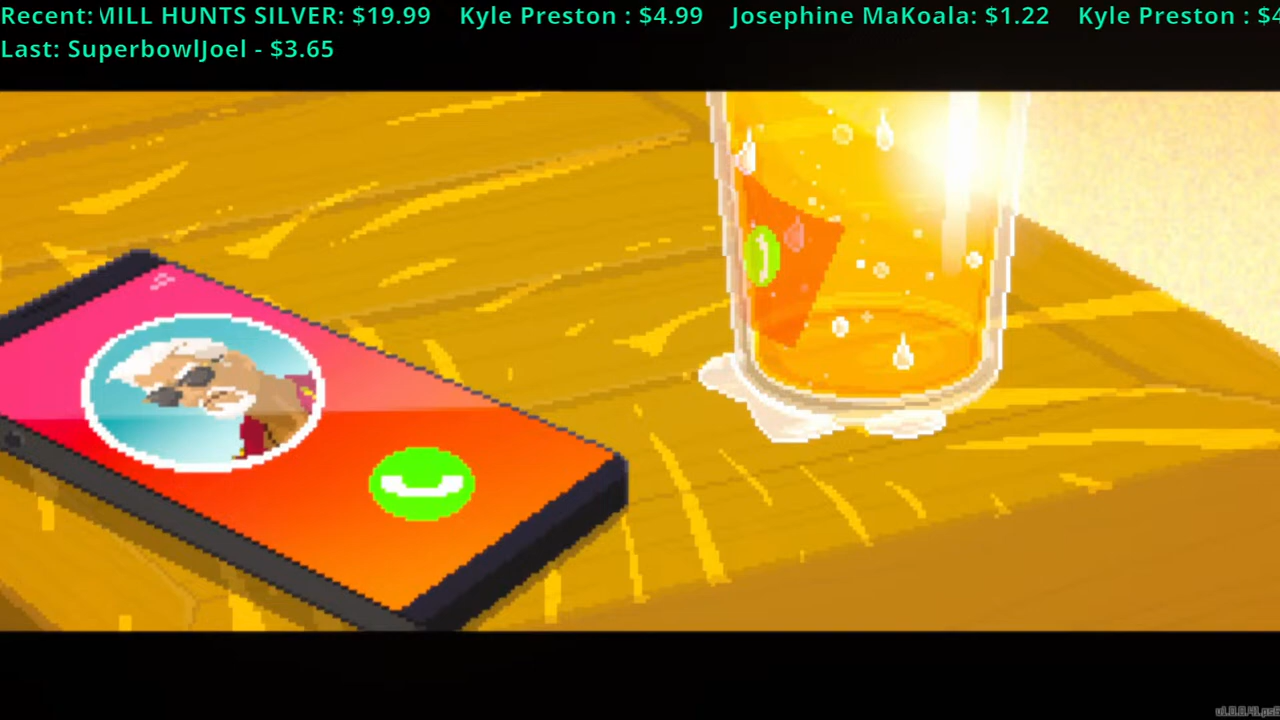 Recent: MILL HUNTS SILVER: $19.99 Kyle Preston : $4.99 Josephine MaKoala: $1.22 Kyle Preston : $4
Last: SuperbowlJoel - $3.65